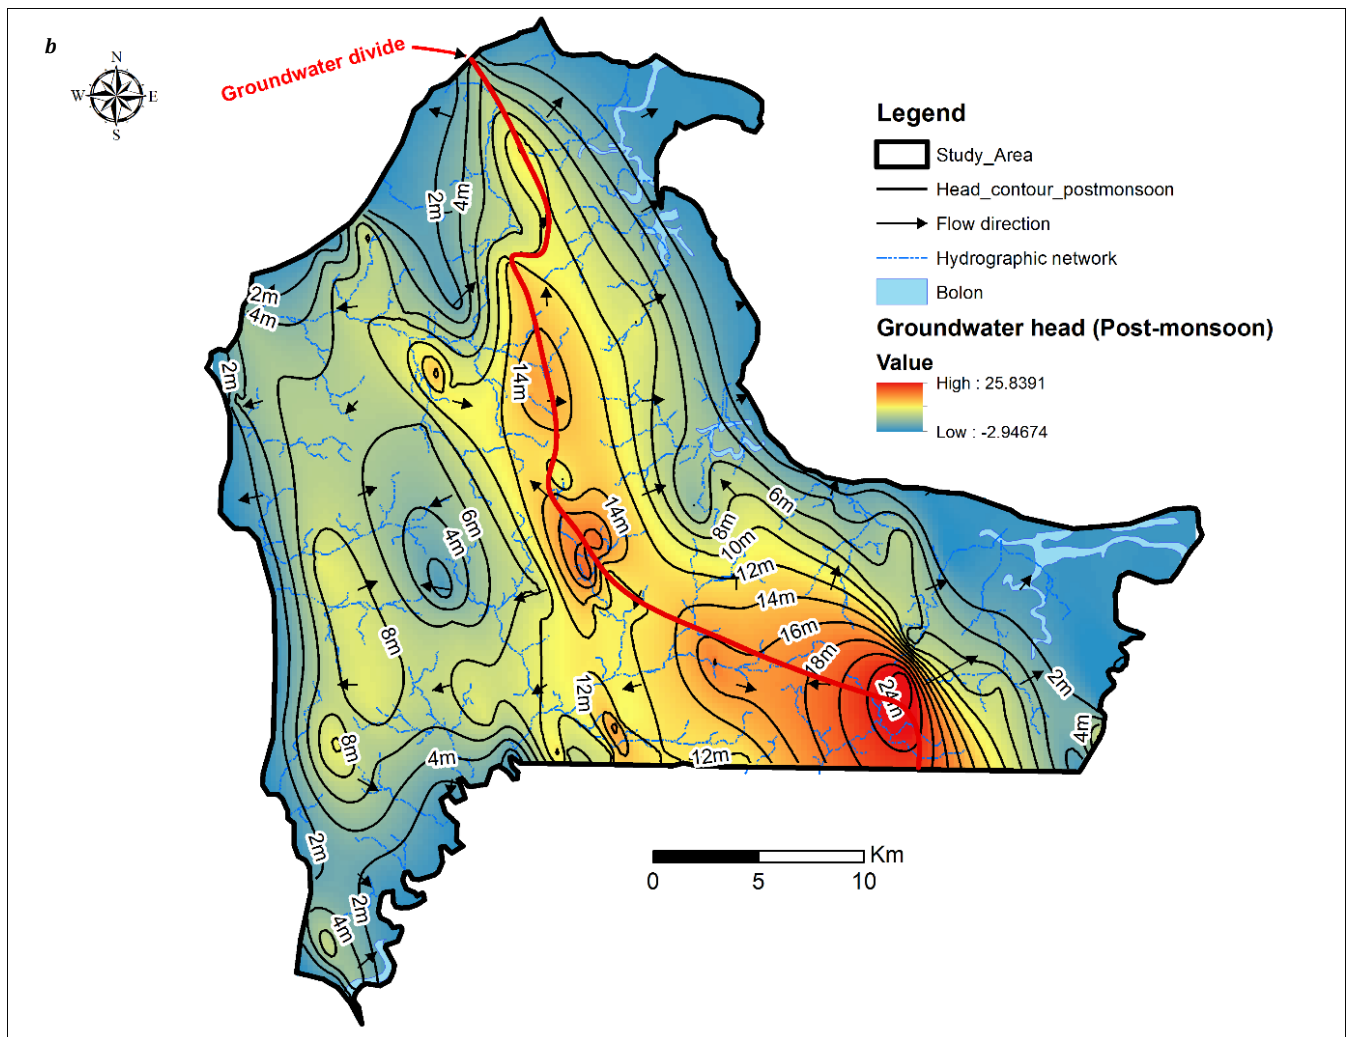 b
N
W E
S
Groundwater divide
Legend
Study_Area
Head_contour_postmonsoon
Flow direction
Hydrographic network
Bolon
Groundwater head (Post-monsoon)
Value
High : 25.8391
Low : -2.94674
2m
4m
2m
4m
2m
14m
14m
6m
4m
6m
8m
10m
12m
14m
16m
18m
24m
8m
12m
2m
4m
8m
4m
12m
2m
2m
4m
Km
0 5 10